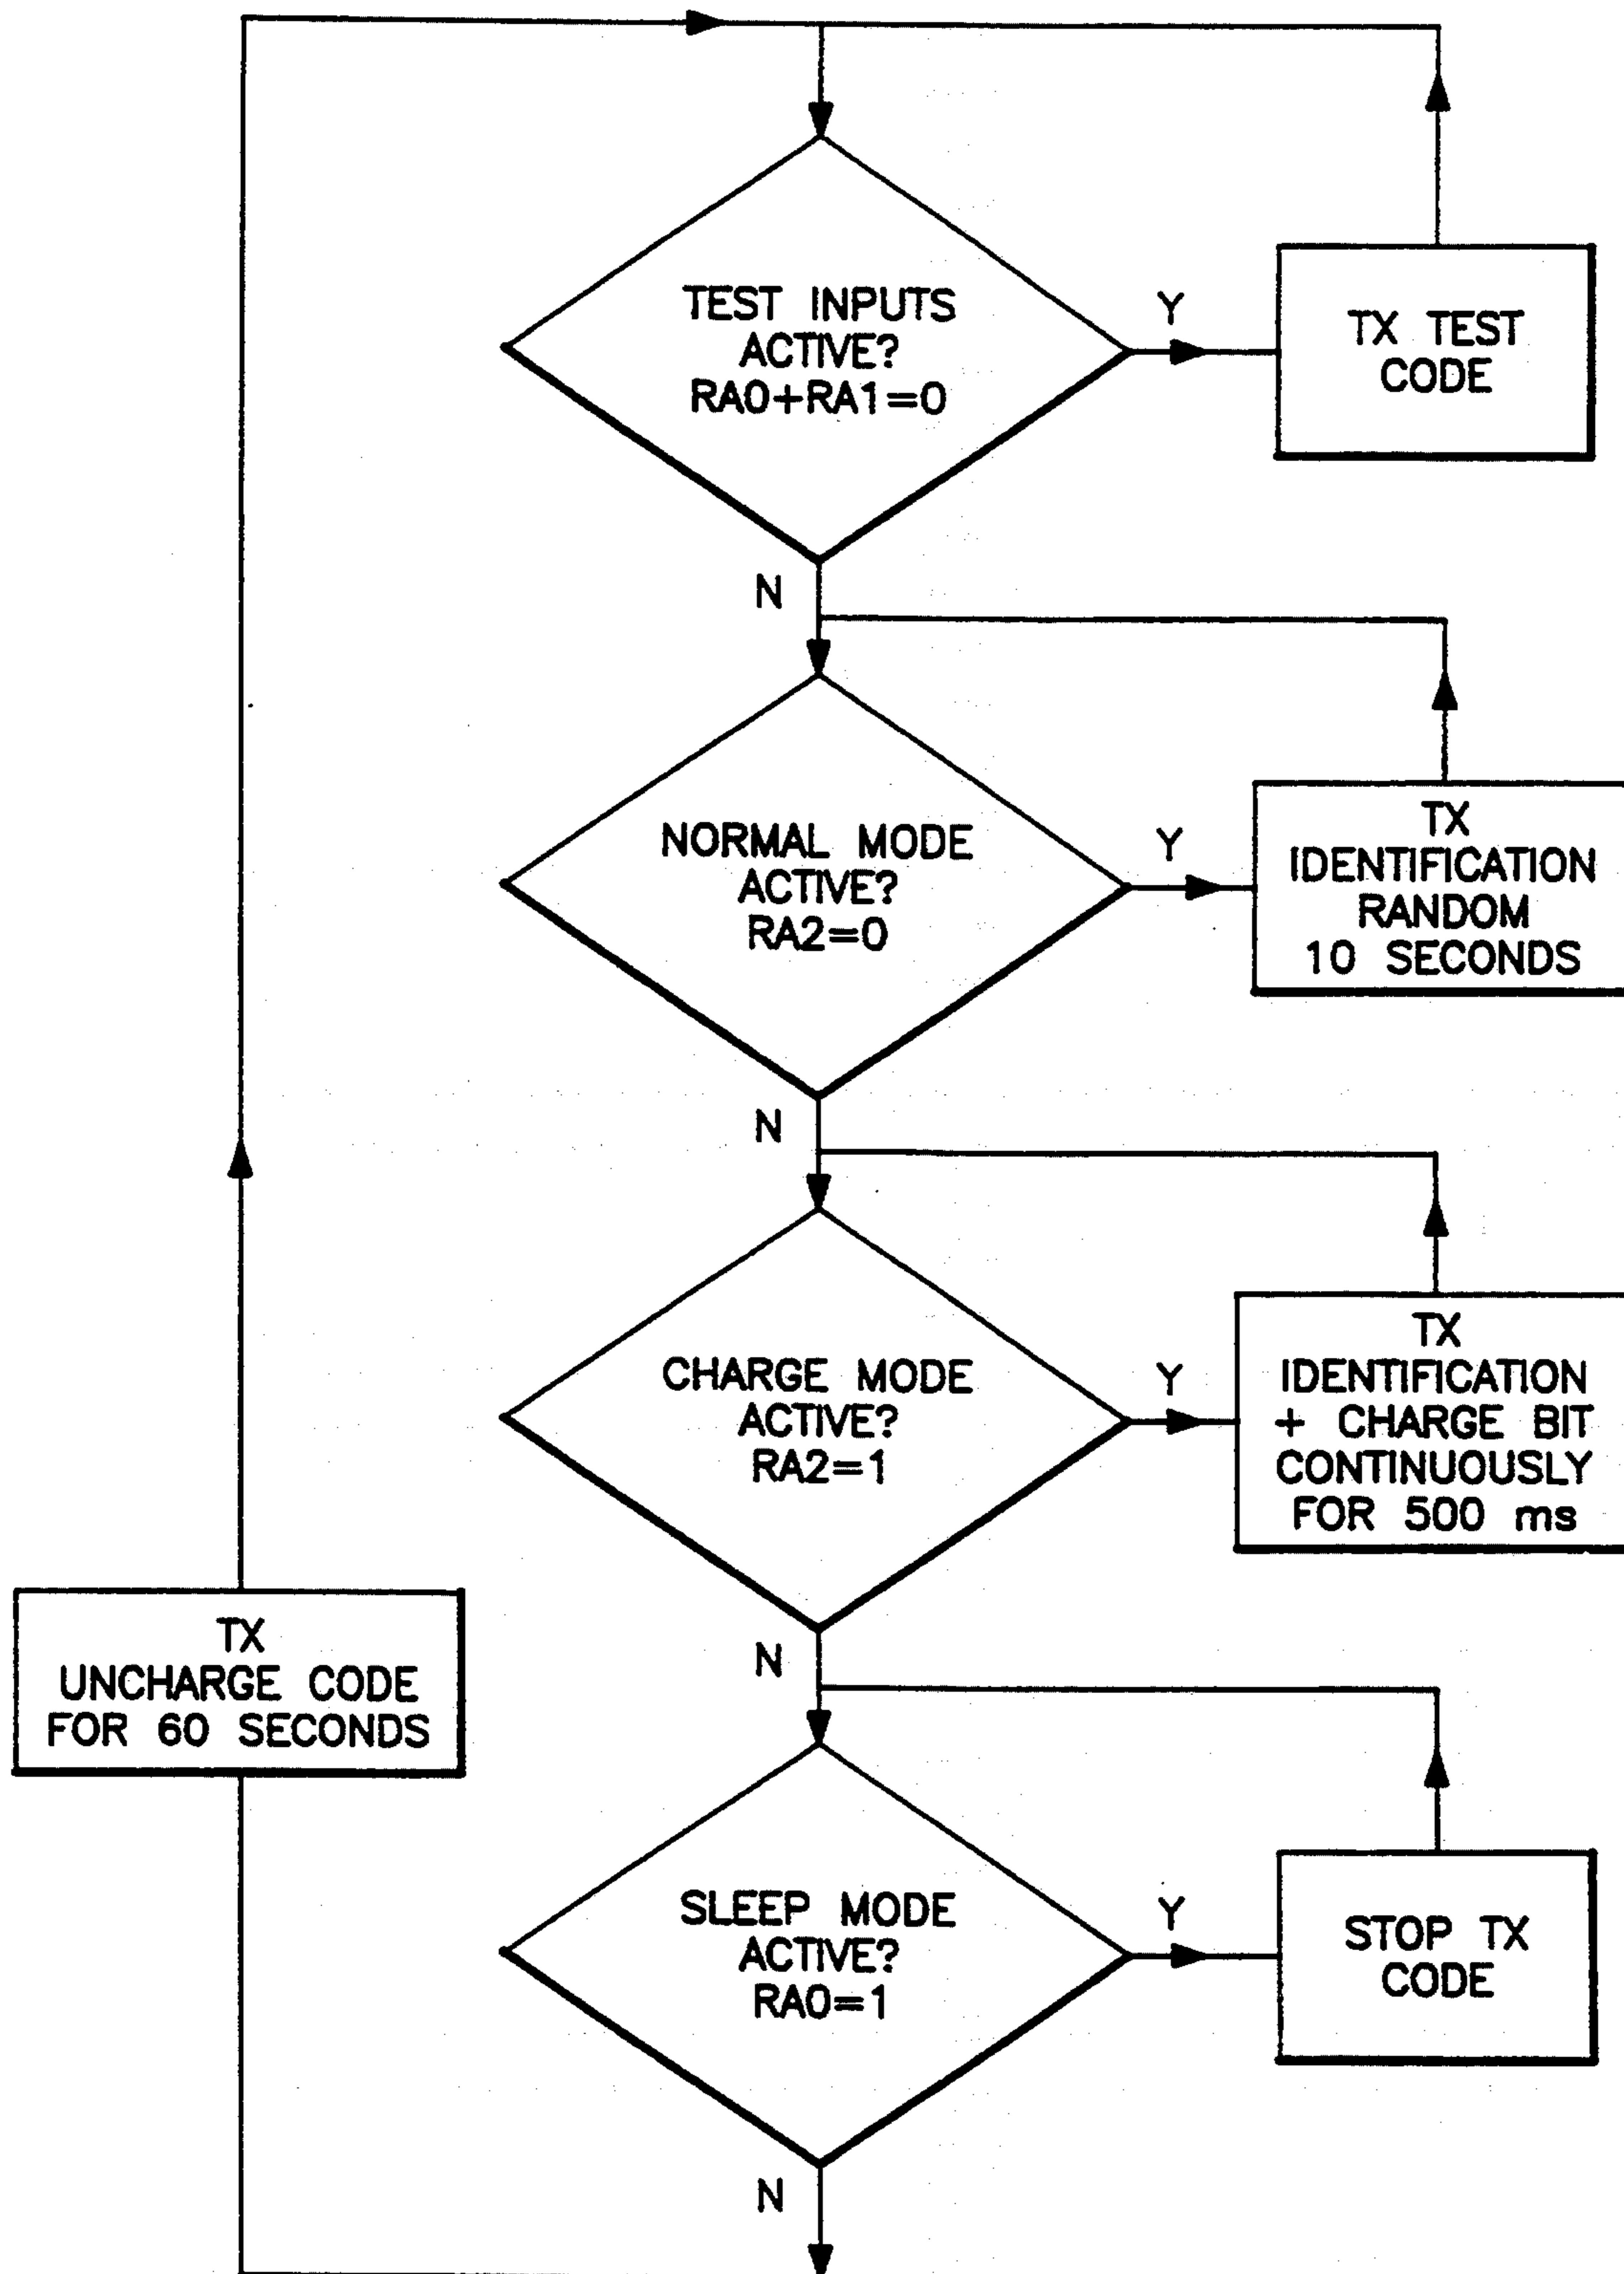 TEST INPUTS
ACTIVE?
RA0+RA1=0
Y
TX TEST
CODE
N
NORMAL MODE
ACTIVE?
RA2=0
Y
TX
IDENTIFICATION
RANDOM
10 SECONDS
N
CHARGE MODE
ACTIVE?
RA2=1
Y
TX
IDENTIFICATION
+ CHARGE BIT
CONTINUOUSLY
FOR 500 ms
N
TX
UNCHARGE CODE
FOR 60 SECONDS
SLEEP MODE
ACTIVE?
RA0=1
Y
STOP TX
CODE
N